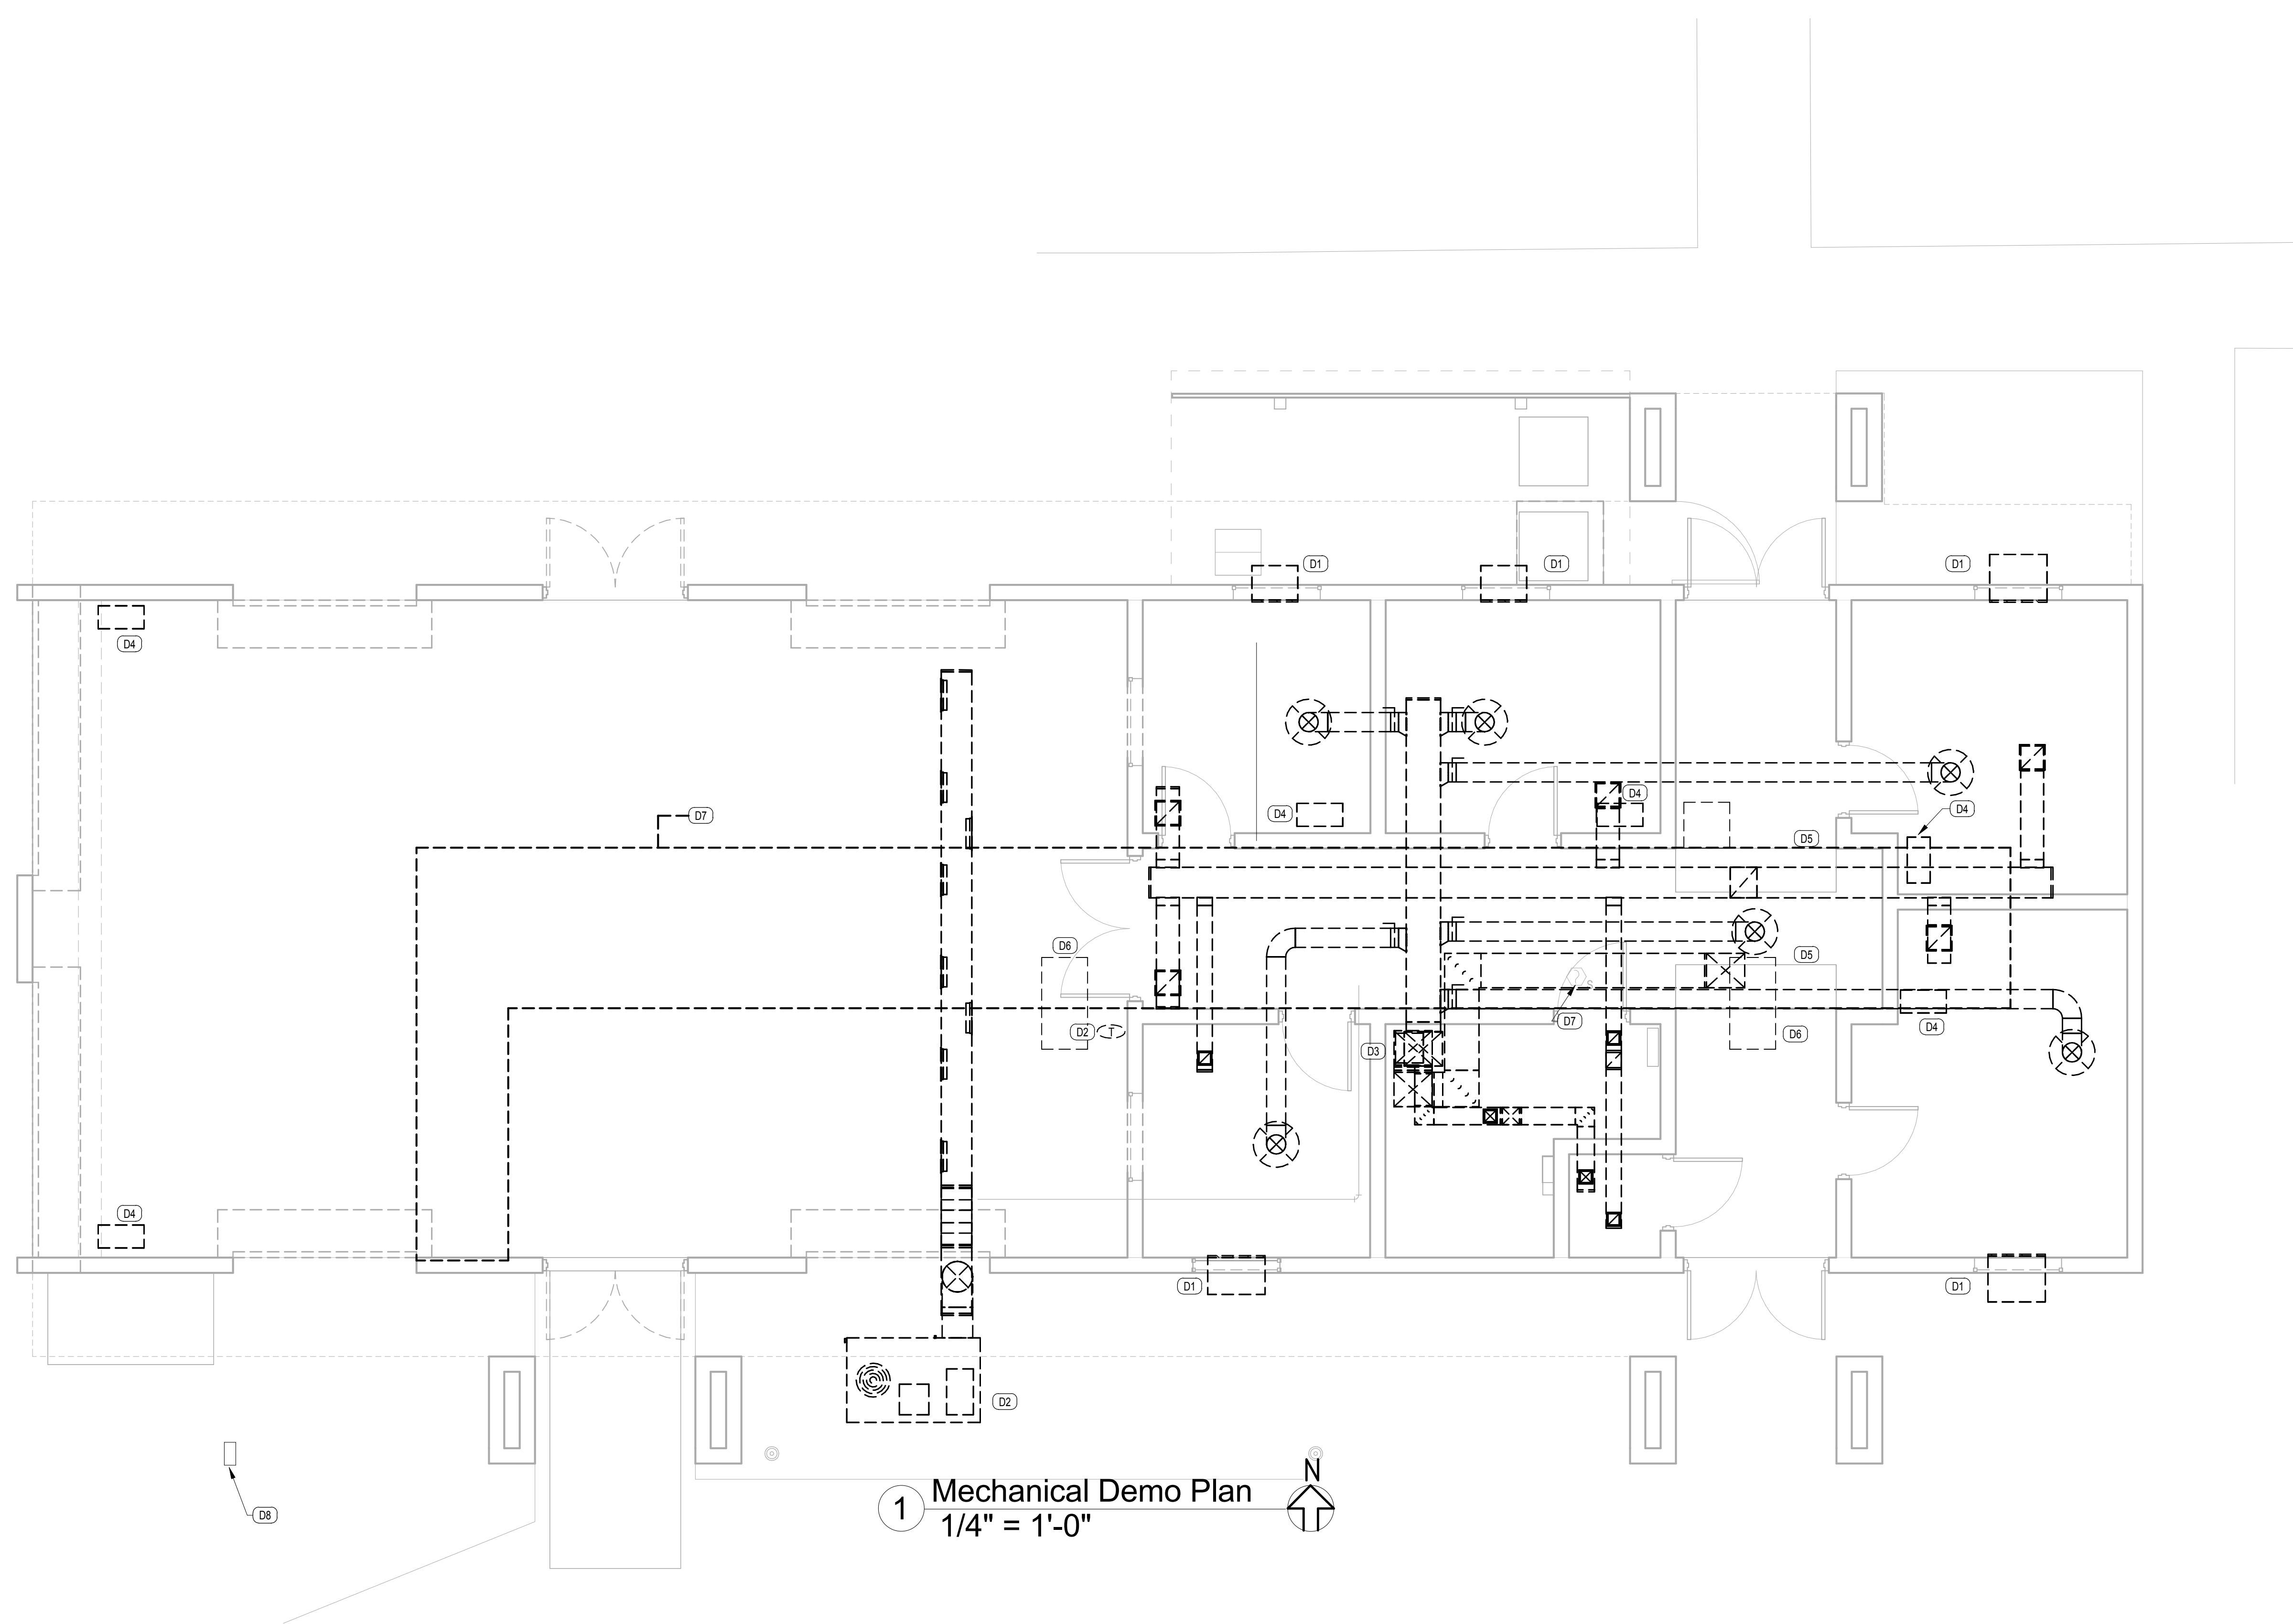 D1
D1
D1
D4
D4
D4
D4
D7
D5
D6
D5
D2 T
D3
S
D7
D6
D4
D4
D1
D1
D2
N
1
Mechanical Demo Plan
1/4" = 1'-0"
D8